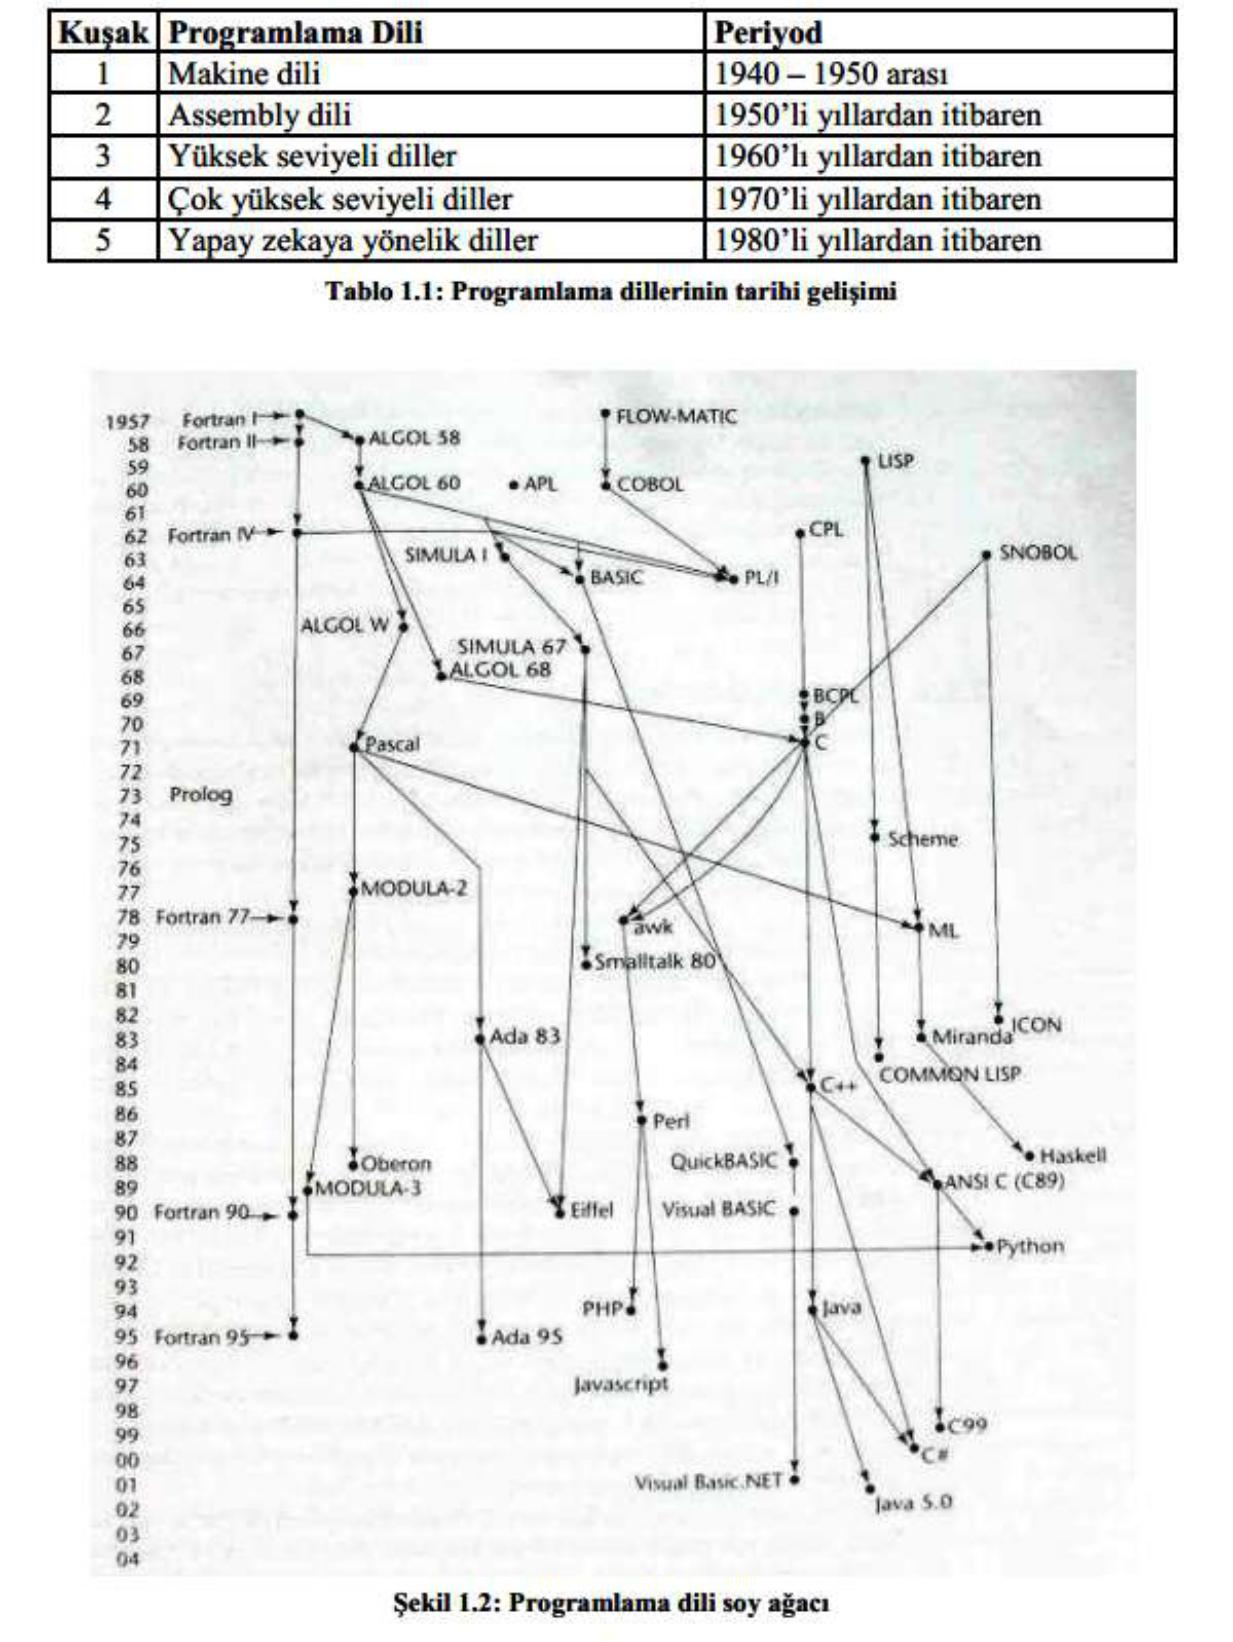 Kuşak Programlama Dili Periyod
1 Makine dili 1940 – 1950 arası
2 Assembly dili 1950’li yıllardan itibaren
3 Yüksek seviyeli diller 1960’lı yıllardan itibaren
4 Çok yüksek seviyeli diller 1970’li yıllardan itibaren
5 Yapay zekaya yönelik diller 1980’li yıllardan itibaren
Tablo 1.1: Programlama dillerinin tarihi gelişimi
1957 Fortran I FLOW-MATIC
58 Fortran II ALGOL 58
59 LISP
60 ALGOL 60 APL COBOL
61
62 Fortran IV CPL
63 SIMULA I SNOBOL
64 BASIC PL/I
65
66 ALGOL W
67 SIMULA 67
68 ALGOL 68
69 BCPL
70 B
71 Pascal C
72
73 Prolog
74
75 Scheme
76
77 MODULA-2
78 Fortran 77 awk ML
79
80 Smalltalk 80
81
82 ICON
83 Ada 83 Miranda
84 COMMON LISP
85 C++
86 Perl
87
88 Oberon QuickBASIC Haskell
89 MODULA-3 ANSI C (C89)
90 Fortran 90 Eiffel Visual BASIC
91 Python
92
93
94 PHP Java
95 Fortran 95 Ada 95
96
97 Javascript
98
99 C99
00 C#
01 Visual Basic.NET
02 Java 5.0
03
04
Şekil 1.2: Programlama dili soy ağacı